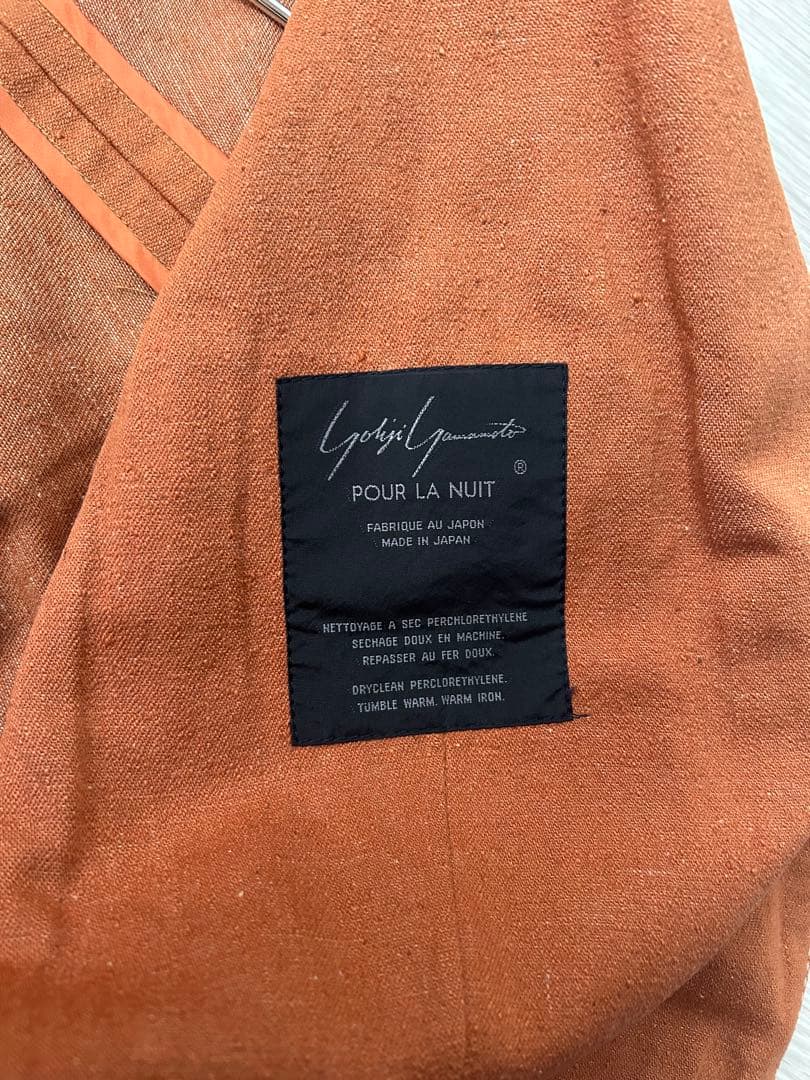 Yohji Yamamoto
®
POUR LA NUIT
FABRIQUE AU JAPON
MADE IN JAPAN
NETTOYAGE A SEC PERCHLORETHYLENE
SECHAGE DOUX EN MACHINE.
REPASSER AU FER DOUX.
DRYCLEAN PERCLORETHYLENE.
TUMBLE WARM. WARM IRON.